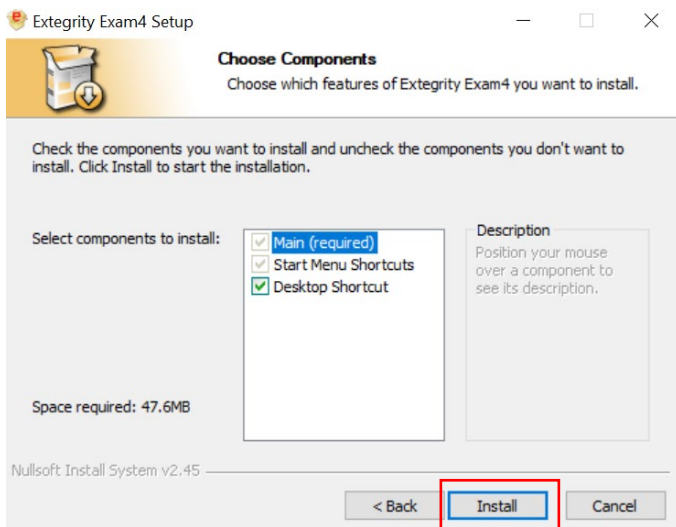 Extegrity Exam4 Setup
Choose Components
Choose which features of Extegrity Exam4 you want to install.
Check the components you want to install and uncheck the components you don't want to
install. Click Install to start the installation.
Select components to install:
Main (required)
Start Menu Shortcuts
Desktop Shortcut
Description
Position your mouse
over a component to
see its description.
Space required: 47.6MB
Nullsoft Install System v2.45
< Back
Install
Cancel